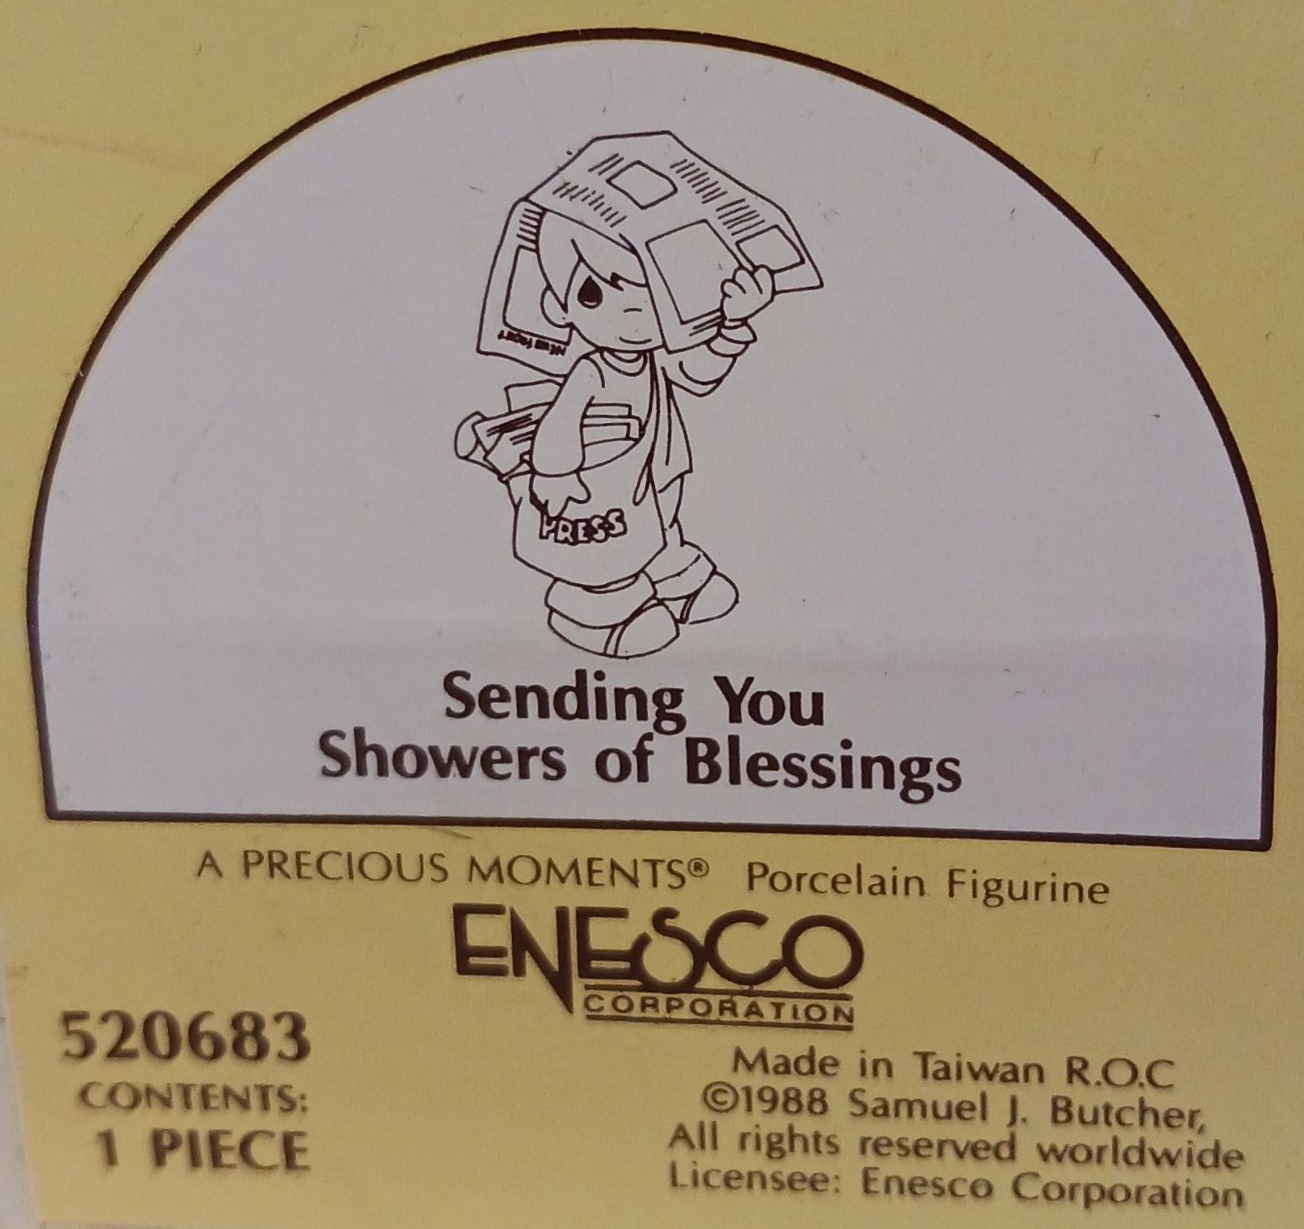 PRESS
Sending You
Showers of Blessings
A PRECIOUS MOMENTS® Porcelain Figurine
ENESCO
CORPORATION
520683
CONTENTS:
1 PIECE
Made in Taiwan R.O.C
©1988 Samuel J. Butcher,
All rights reserved worldwide
Licensee: Enesco Corporation